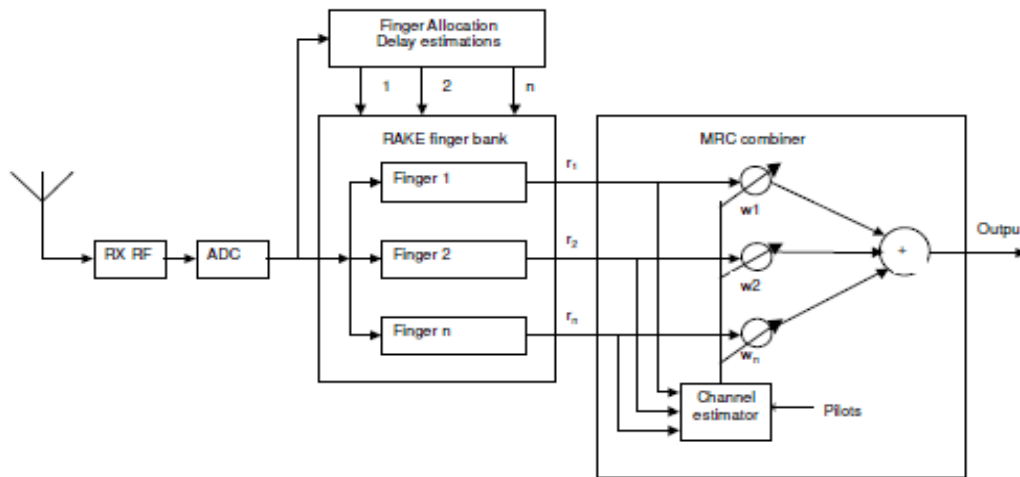 Finger Allocation
Delay estimations
1 2 n
RAKE finger bank
MRC combiner
Finger 1
r₁
w1
RX RF
ADC
Finger 2
r₂
w2
+
Output
Finger n
rₙ
wₙ
Channel
estimator
Pilots